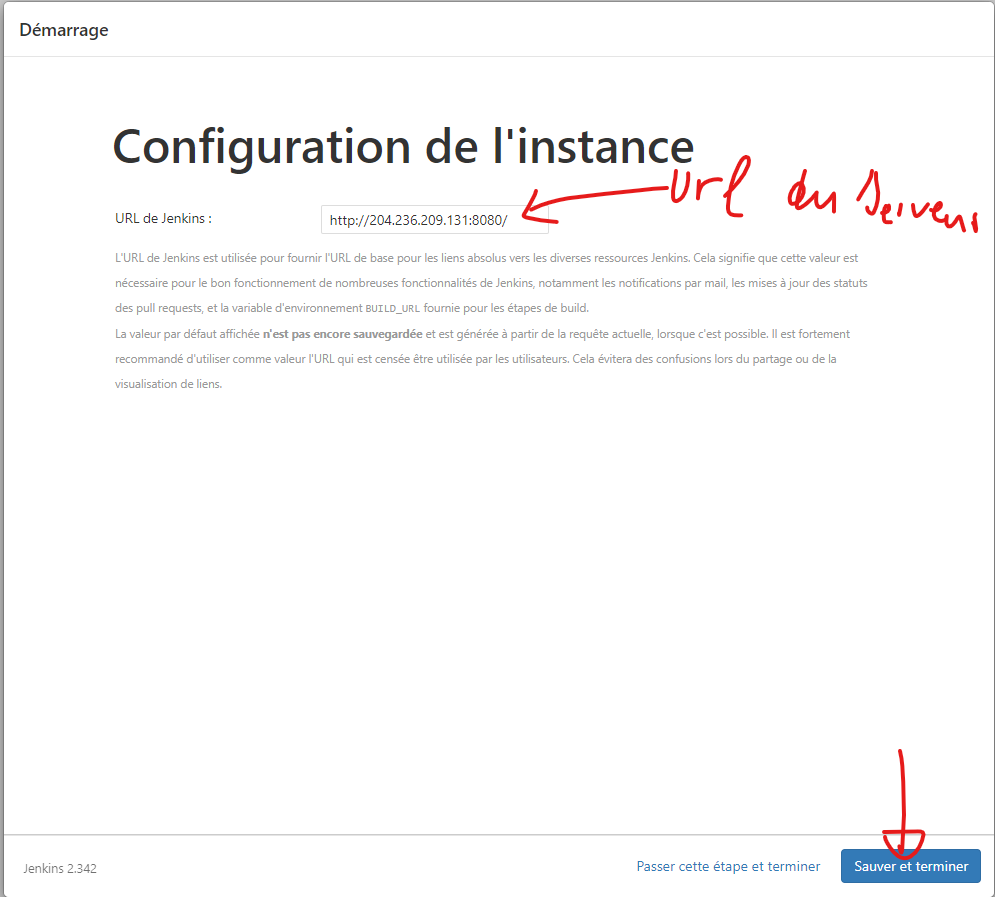 Démarrage
Configuration de l'instance
url du serveur
URL de Jenkins :
http://204.236.209.131:8080/
L'URL de Jenkins est utilisée pour fournir l'URL de base pour les liens absolus vers les diverses ressources Jenkins. Cela signifie que cette valeur est
nécessaire pour le bon fonctionnement de nombreuses fonctionnalités de Jenkins, notamment les notifications par mail, les mises à jour des statuts
des pull requests, et la variable d'environnement BUILD_URL fournie pour les étapes de build.
La valeur par défaut affichée n'est pas encore sauvegardée et est générée à partir de la requête actuelle, lorsque c'est possible. Il est fortement
recommandé d'utiliser comme valeur l'URL qui est censée être utilisée par les utilisateurs. Cela évitera des confusions lors du partage ou de la
visualisation de liens.
Jenkins 2.342
Passer cette étape et terminer
Sauver et terminer